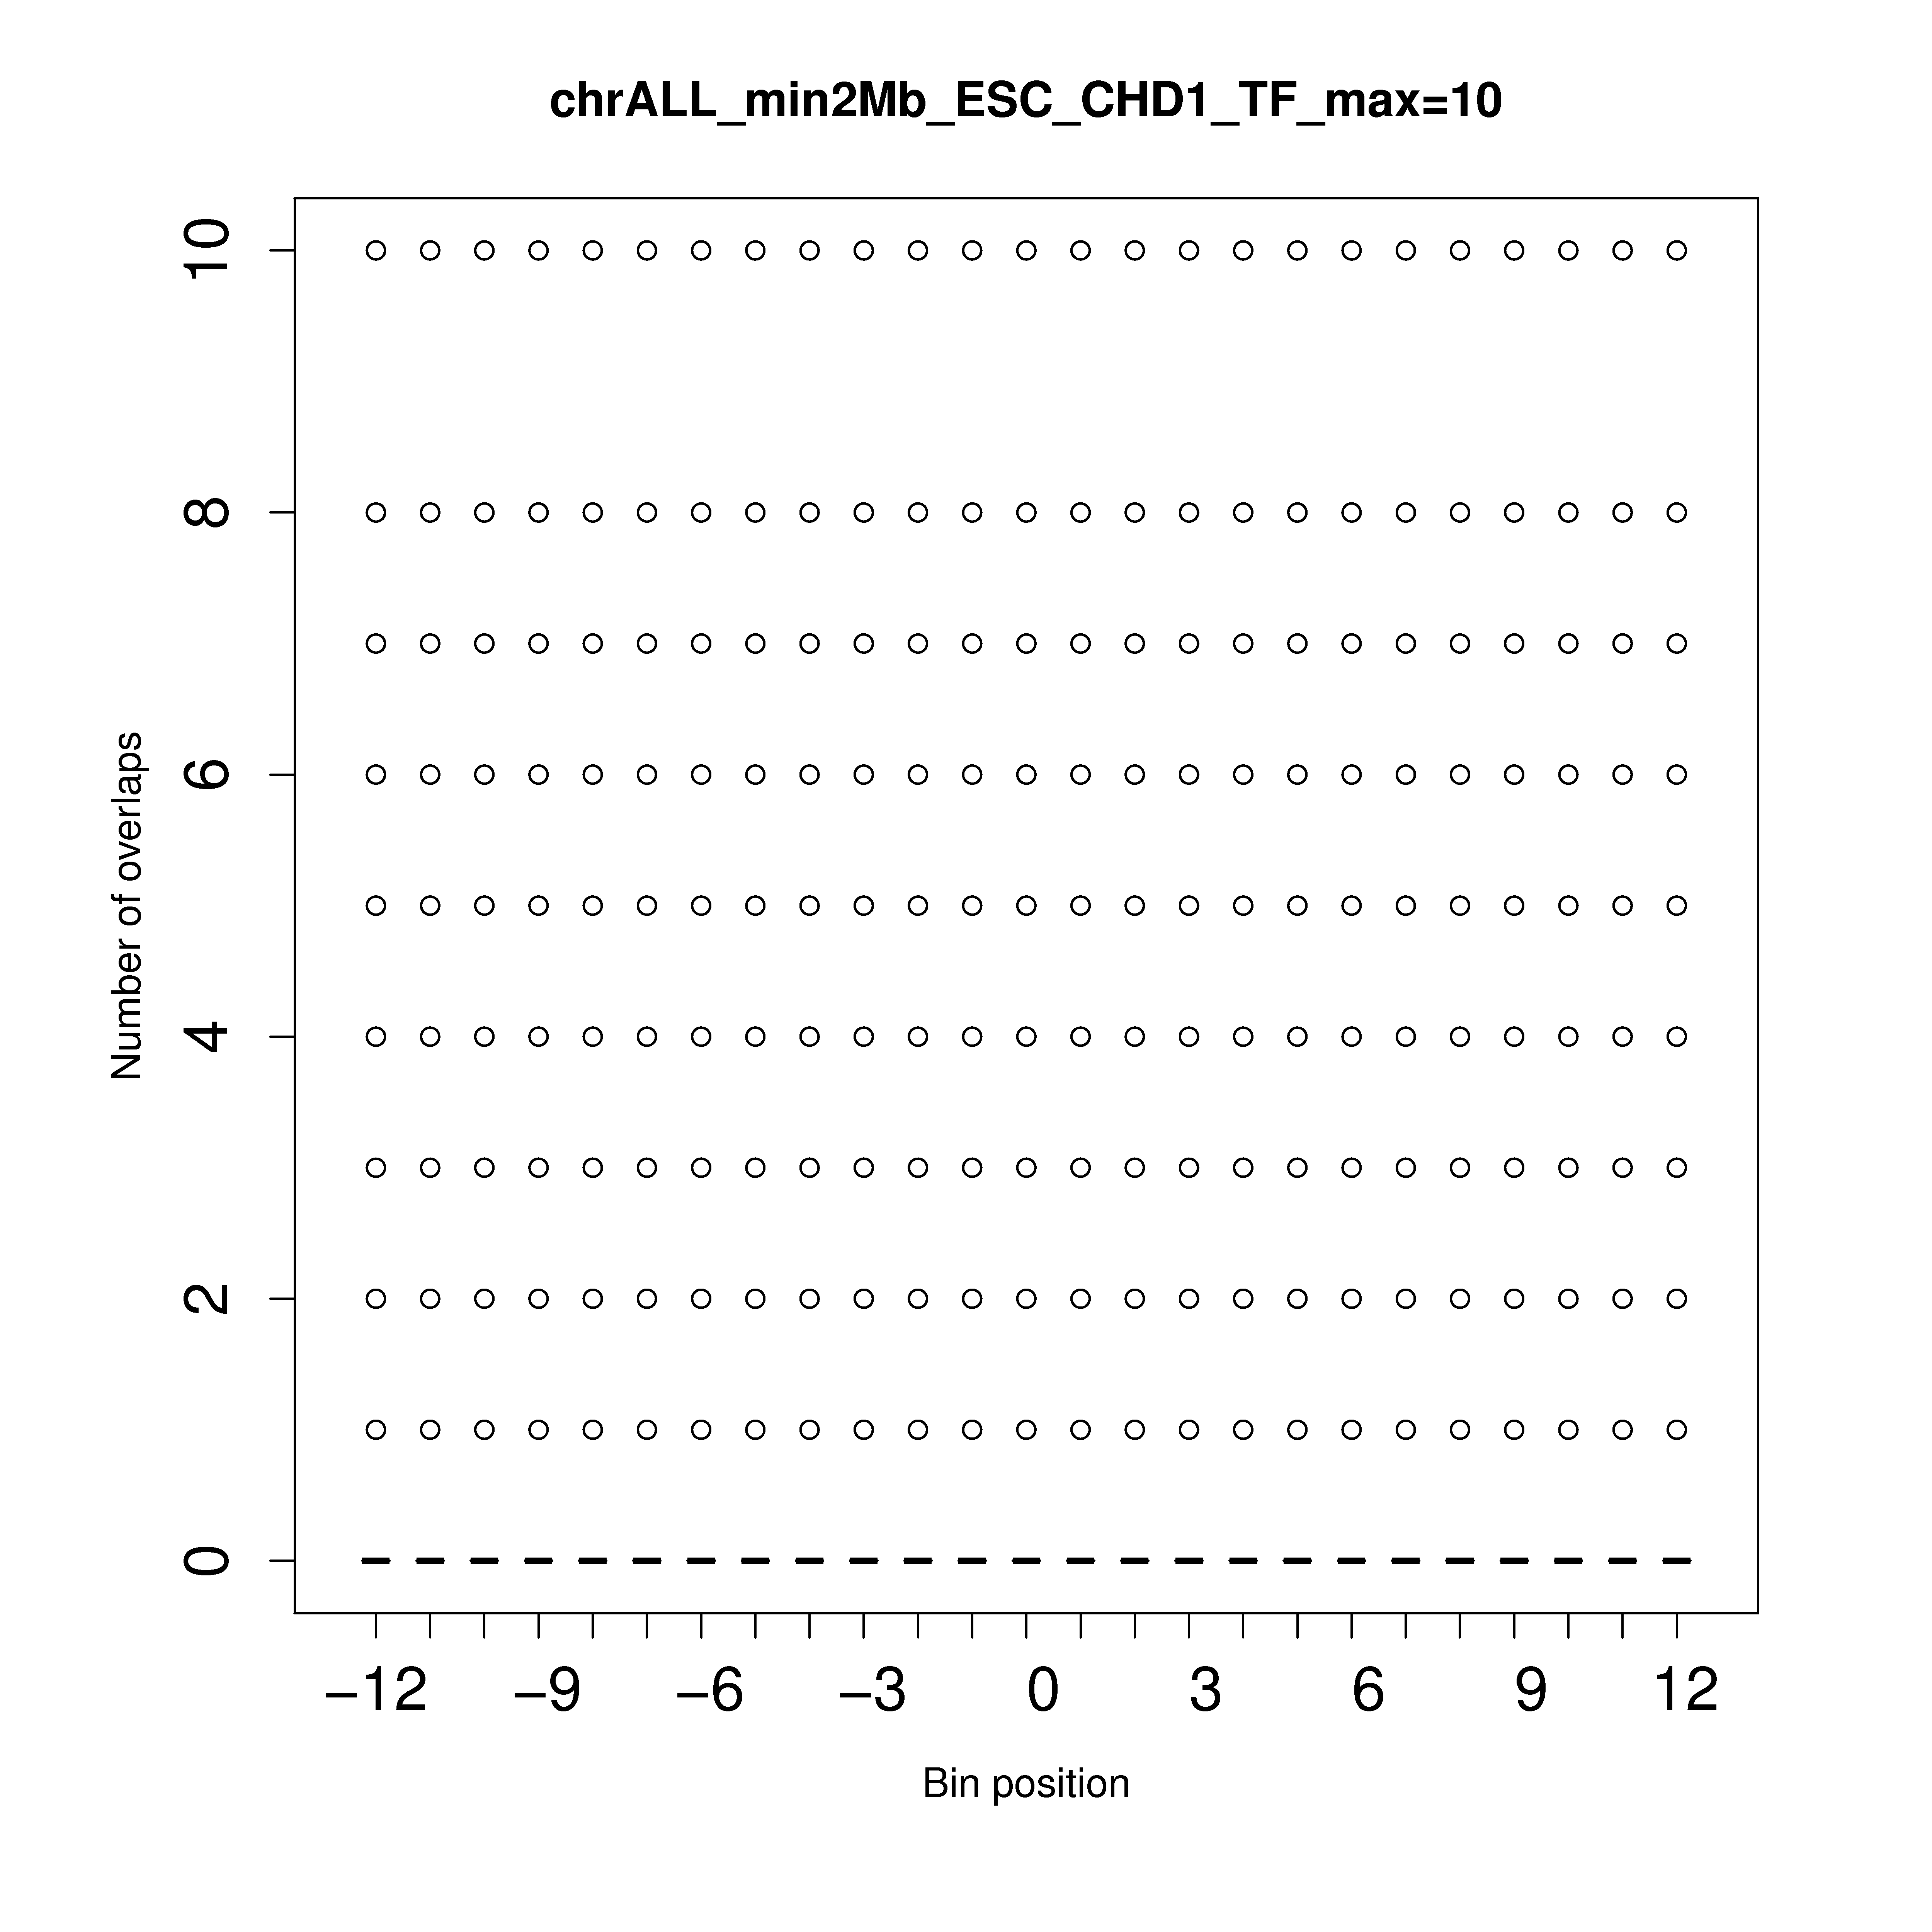 chrALL_min2Mb_ESC_CHD1_TF_max=10
10
8
6
4
2
0
Number of overlaps
−12 −9 −6 −3 0 3 6 9 12
Bin position